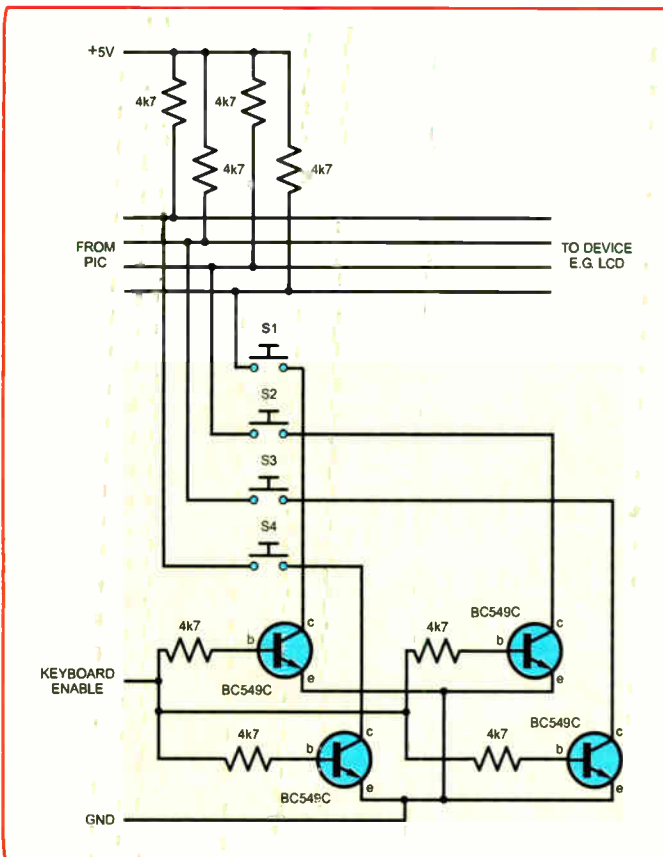 +5V
4k7
4k7
4k7
4k7
FROM
PIC
TO DEVICE
E.G. LCD
S1
S2
S3
S4
4k7
b
c
e
BC549C
4k7
b
c
e
BC549C
KEYBOARD
ENABLE
4k7
b
c
e
BC549C
4k7
b
c
e
BC549C
GND